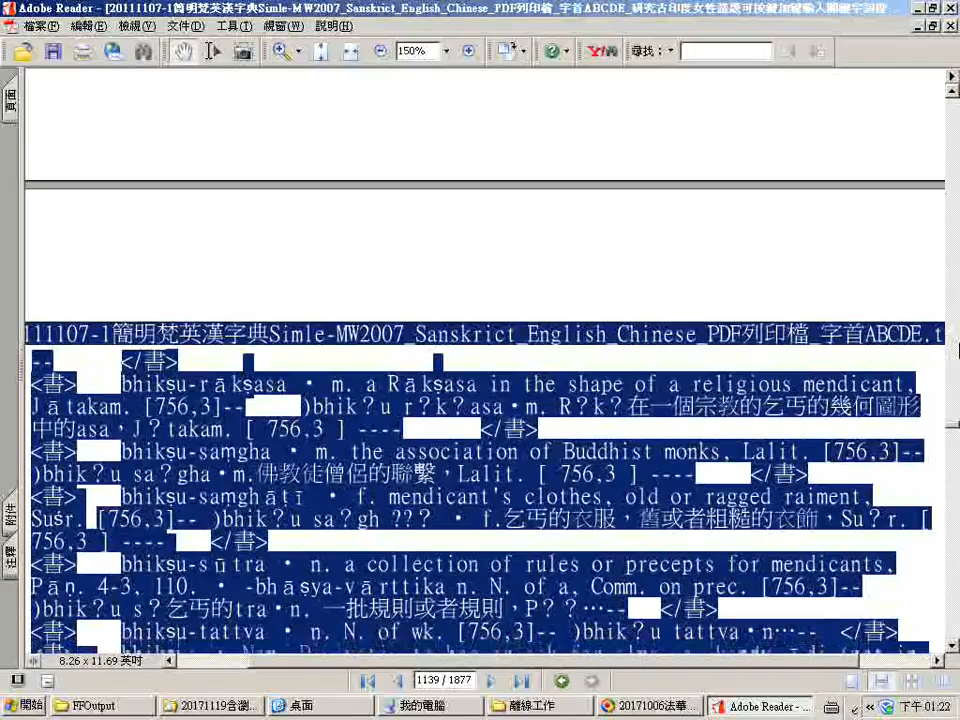 Adobe Reader - [20111107-1簡明梵英漢字典Simle-MW2007_Sanskrict_English_Chinese_PDF列印檔_字首ABCDE_研究古印度女性
檔案(F) 編輯(E) 檢視(V) 文件(D) 工具(T) 視窗(W) 說明(H)
150% 尋找:
頁面
11107-1簡明梵英漢字典Simle-MW2007_Sanskrict_English_Chinese_PDF列印檔_字首ABCDE.t
-- </書>
<書> bhikṣu-rākṣasa ‧ m. a Rākṣasa in the shape of a religious mendicant,
Jātakam. [756,3]-- )bhik?u r?k?asa‧m. R?k?在一個宗教的乞丐的幾何圖形
中的asa，J?takam. [ 756,3 ] ---- </書>
<書> bhikṣu-saṃgha ‧ m. the association of Buddhist monks, Lalit. [756,3]--
)bhik?u sa?gha‧m.佛教徒僧侶的聯繫，Lalit. [ 756,3 ] ---- </書>
<書> bhikṣu-saṃghāṭī ‧ f. mendicant's clothes, old or ragged raiment,
Suśr. [756,3]-- )bhik?u sa?gh ??? ‧ f.乞丐的衣服，舊或者粗糙的衣飾，Su?r. [
756,3 ] ---- </書>
<書> bhikṣu-sūtra ‧ n. a collection of rules or precepts for mendicants,
Pāṇ. 4-3, 110. ‧ -bhāṣya-vārttika n. N. of a, Comm. on prec. [756,3]--
)bhik?u s?乞丐的tra‧n. 一批規則或者規則，P??…-- </書>
<書> bhikṣu-tattva ‧ n. N. of wk. [756,3]-- )bhik?u tattva‧n…-- </書>
附件
注釋
8.26 x 11.69 英吋
1139 / 1877
開始 FFOutput 20171119含瀏... 桌面 我的電腦 離線工作 20171006法華... Adobe Reader - [... 下午 01:22